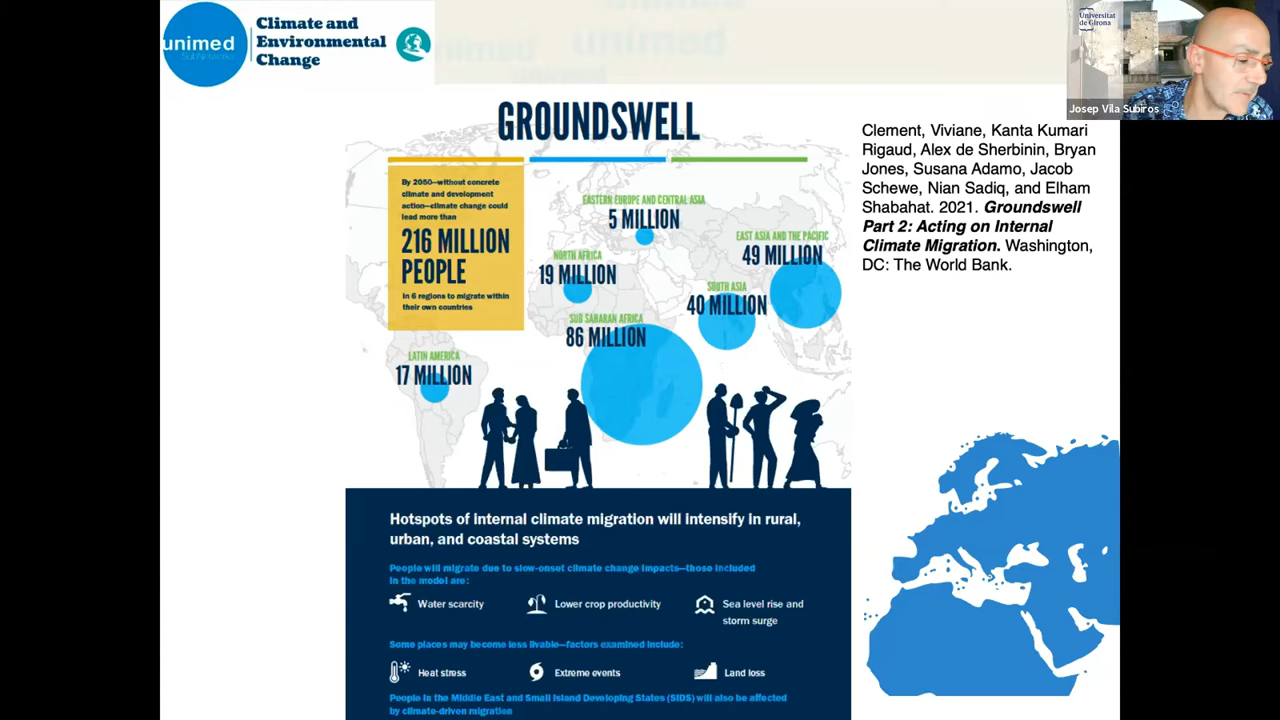 unimed
SubNetworks
Climate and
Environmental
Change
Universitat
de Girona
Josep Vila Subirós
GROUNDSWELL
By 2050—without concrete
climate and development
action—climate change could
lead more than
216 MILLION
PEOPLE
in 6 regions to migrate within
their own countries
EASTERN EUROPE AND CENTRAL ASIA
5 MILLION
EAST ASIA AND THE PACIFIC
49 MILLION
NORTH AFRICA
19 MILLION
SOUTH ASIA
40 MILLION
SUB SAHARAN AFRICA
86 MILLION
LATIN AMERICA
17 MILLION
Clement, Viviane, Kanta Kumari
Rigaud, Alex de Sherbinin, Bryan
Jones, Susana Adamo, Jacob
Schewe, Nian Sadiq, and Elham
Shabahat. 2021. Groundswell
Part 2: Acting on Internal
Climate Migration. Washington,
DC: The World Bank.
Hotspots of internal climate migration will intensify in rural,
urban, and coastal systems
People will migrate due to slow-onset climate change impacts—those included
in the model are:
Water scarcity
Lower crop productivity
Sea level rise and
storm surge
Some places may become less livable—factors examined include:
Heat stress
Extreme events
Land loss
People in the Middle East and Small Island Developing States (SIDS) will also be affected
by climate-driven migration